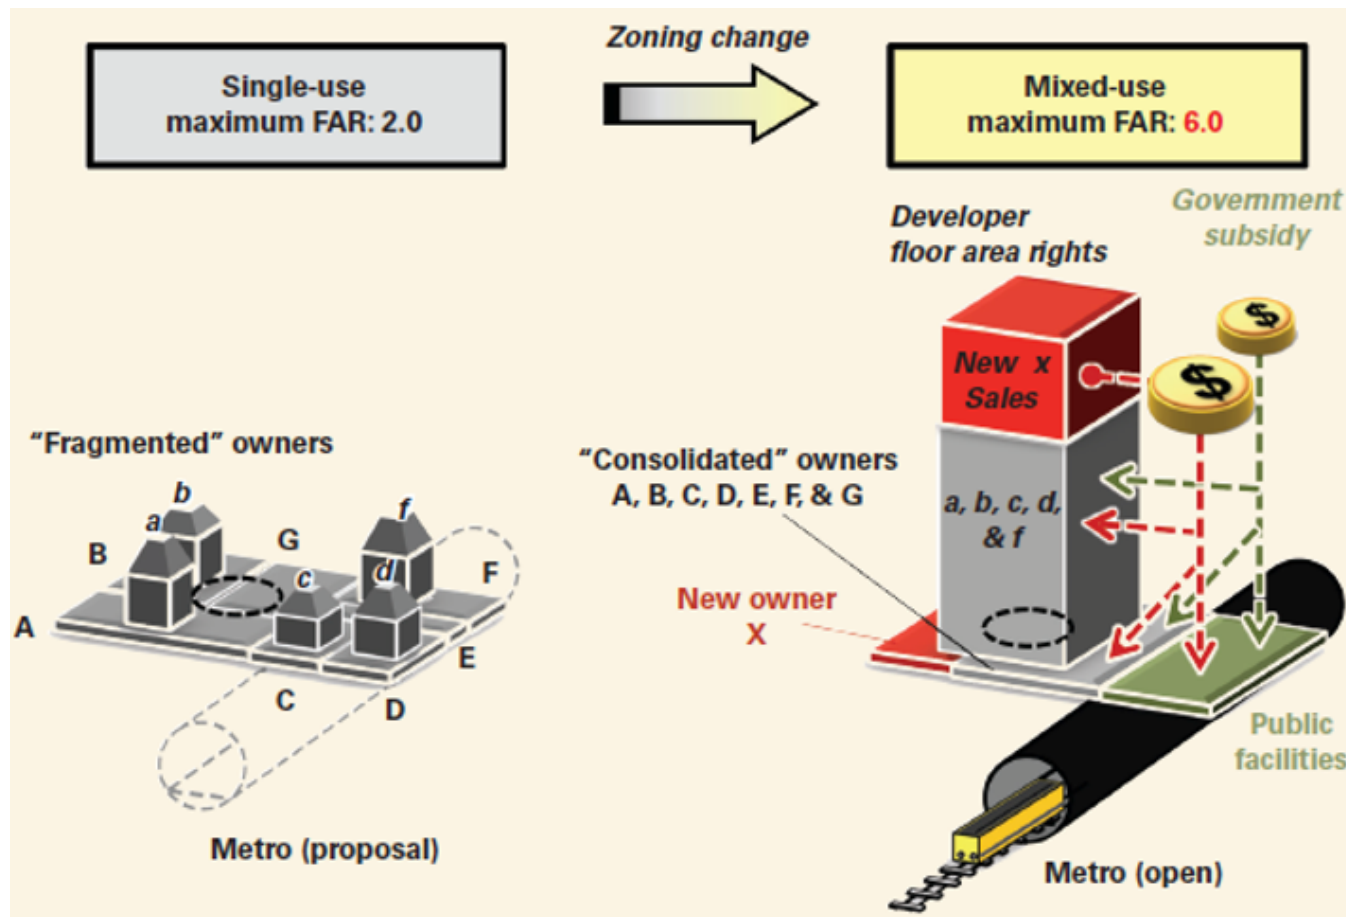 Zoning change
Single-use
maximum FAR: 2.0
Mixed-use
maximum FAR: 6.0
Government
subsidy
Developer
floor area rights
New x
Sales
$
$
“Fragmented” owners
“Consolidated” owners
A, B, C, D, E, F, & G
a, b, c, d,
& f
b
a
f
B
G
c
d
F
A
E
C
D
New owner
X
Public
facilities
Metro (proposal)
Metro (open)